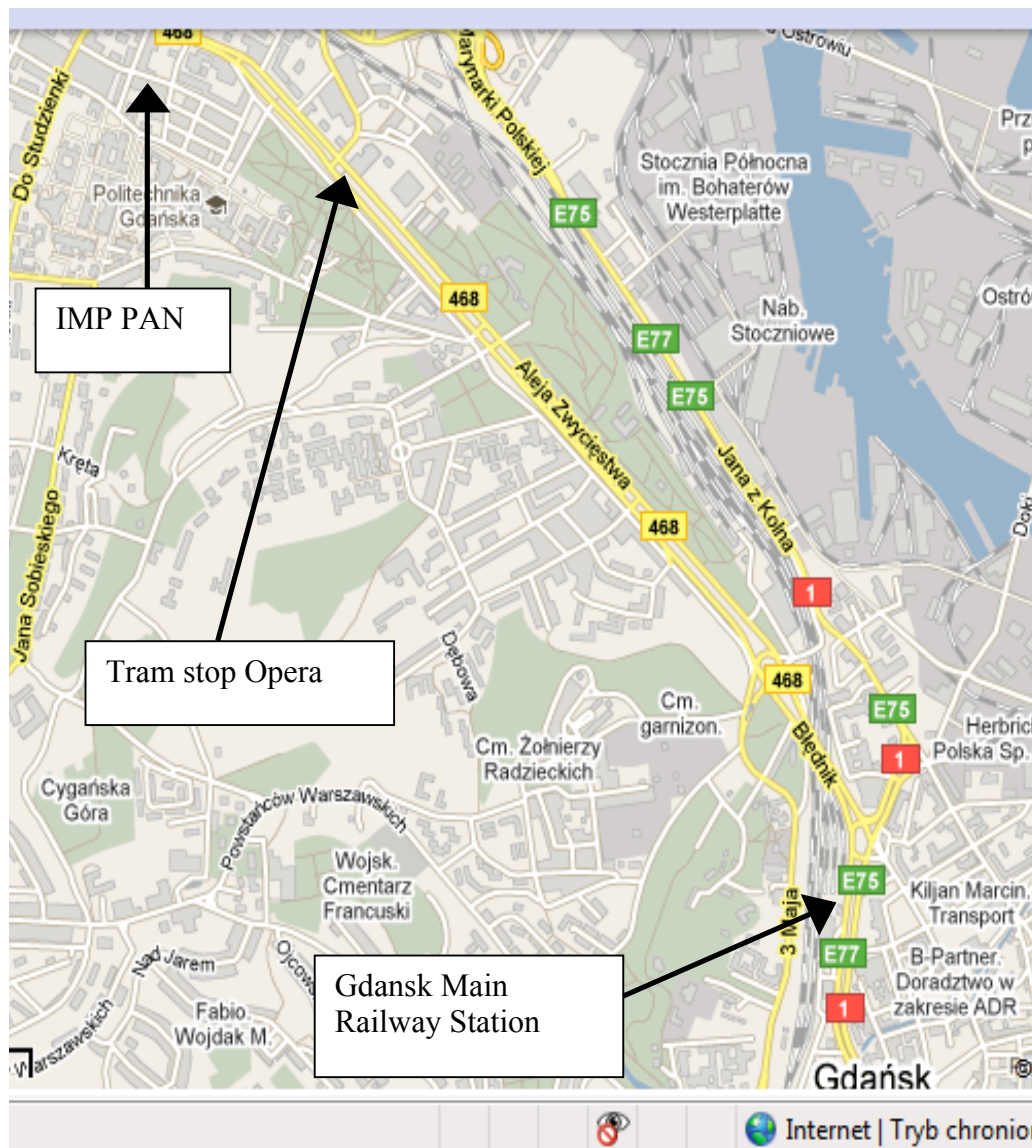 468
Ostrowiu
Marynarki Polskiej
Do Studzienki
Prz
p
Stocznia Północna
im. Bohaterów
Westerplatte
Politechnika
Gdańska
E75
IMP PAN
468
Nab.
Stoczniowe
Ostró
E77
E75
Aleja Zwycięstwa
Jana z Kolna
Kręta
Jana Sobieskiego
468
Doki
1
Tram stop Opera
Dębowa
468
Cm.
garnizon.
E75
Herbric
Polska Sp.
Cm. Żołnierzy
Radzieckich
Błędnik
1
Cygańska
Góra
Powstańców Warszawskich
Wojsk.
Cmentarz
Francuski
E75
Kiljan Marcin.
Transport
3 Maja
E77
B-Partner.
Doradztwo w
zakresie ADR
Nad Jarem
Ojcows
Gdansk Main
Railway Station
Fabio.
Wojdak M.
1
w Warszawskich
Gdańsk
©
Internet | Tryb chronio